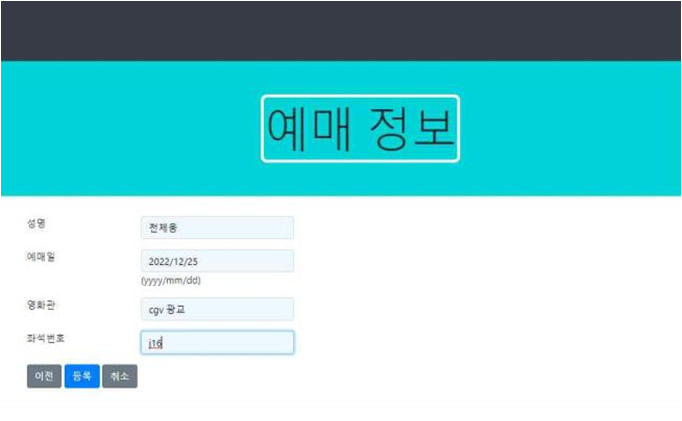 예매 정보
성명 전제웅
예매일 2022/12/25
(yyyy/mm/dd)
영화관 cgv 광교
좌석번호 j16
이전 등록 취소